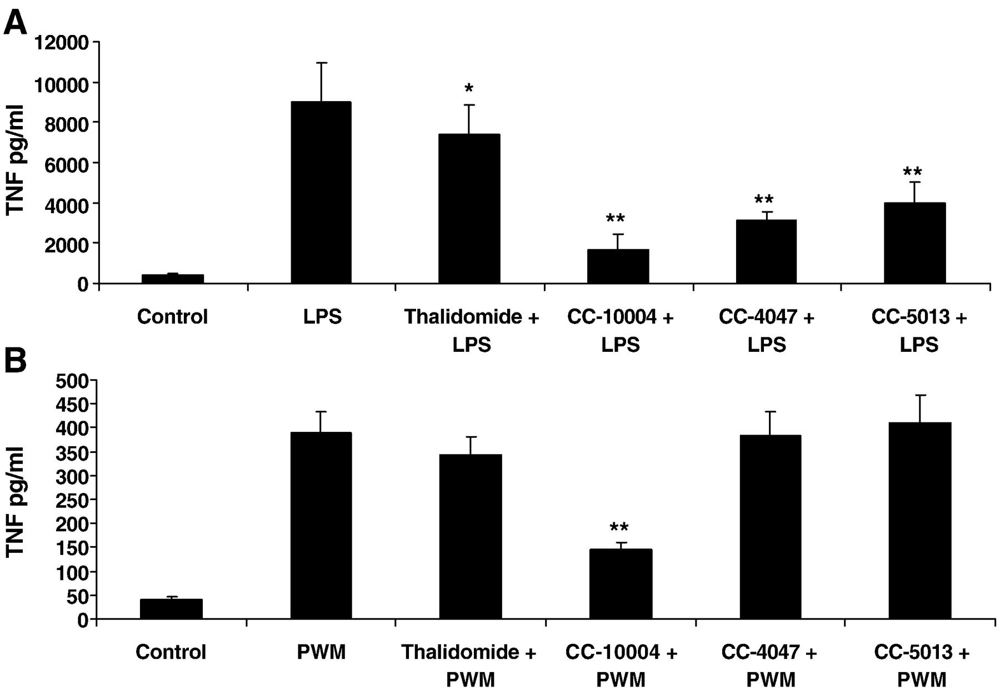 A
12000
10000
8000
6000
4000
2000
0
TNF pg/ml
*
**
**
**
Control LPS Thalidomide + CC-10004 + CC-4047 + CC-5013 +
LPS LPS LPS LPS
B
500
450
400
350
300
250
200
150
100
50
0
TNF pg/ml
**
Control PWM Thalidomide + CC-10004 + CC-4047 + CC-5013 +
PWM PWM PWM PWM